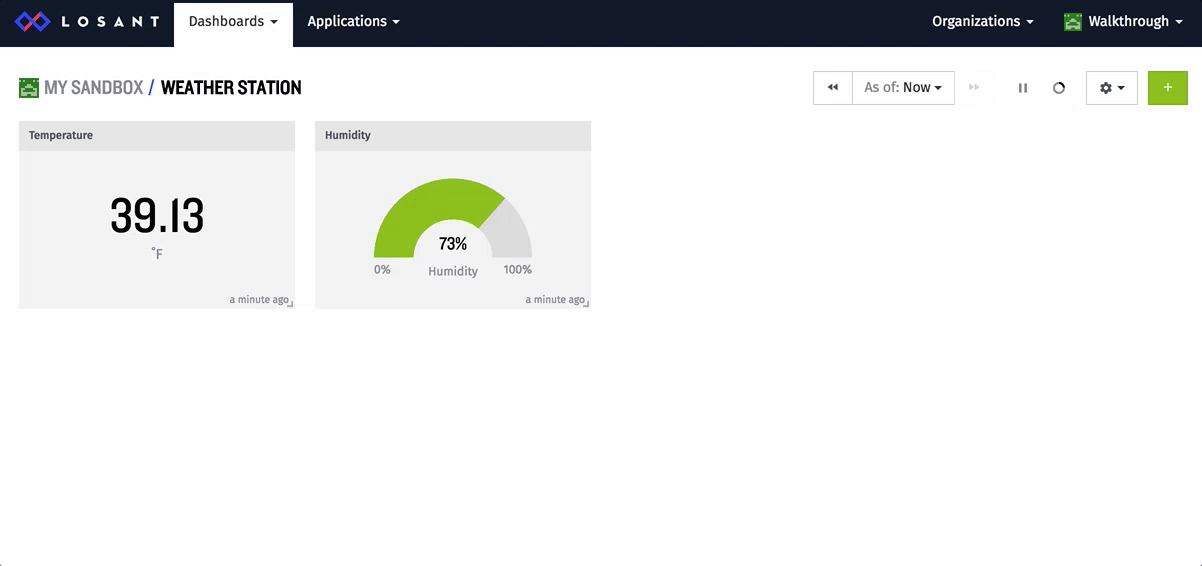 LOSANT Dashboards Applications Organizations Walkthrough
MY SANDBOX / WEATHER STATION As of: Now +
Temperature
39.13
°F
a minute ago
Humidity
73%
0% Humidity 100%
a minute ago